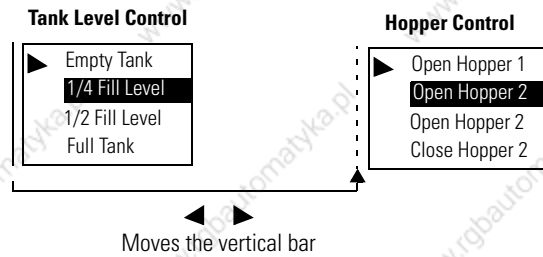 Tank Level Control
Empty Tank
1/4 Fill Level
1/2 Fill Level
Full Tank
Hopper Control
Open Hopper 1
Open Hopper 2
Open Hopper 2
Close Hopper 2
Moves the vertical bar